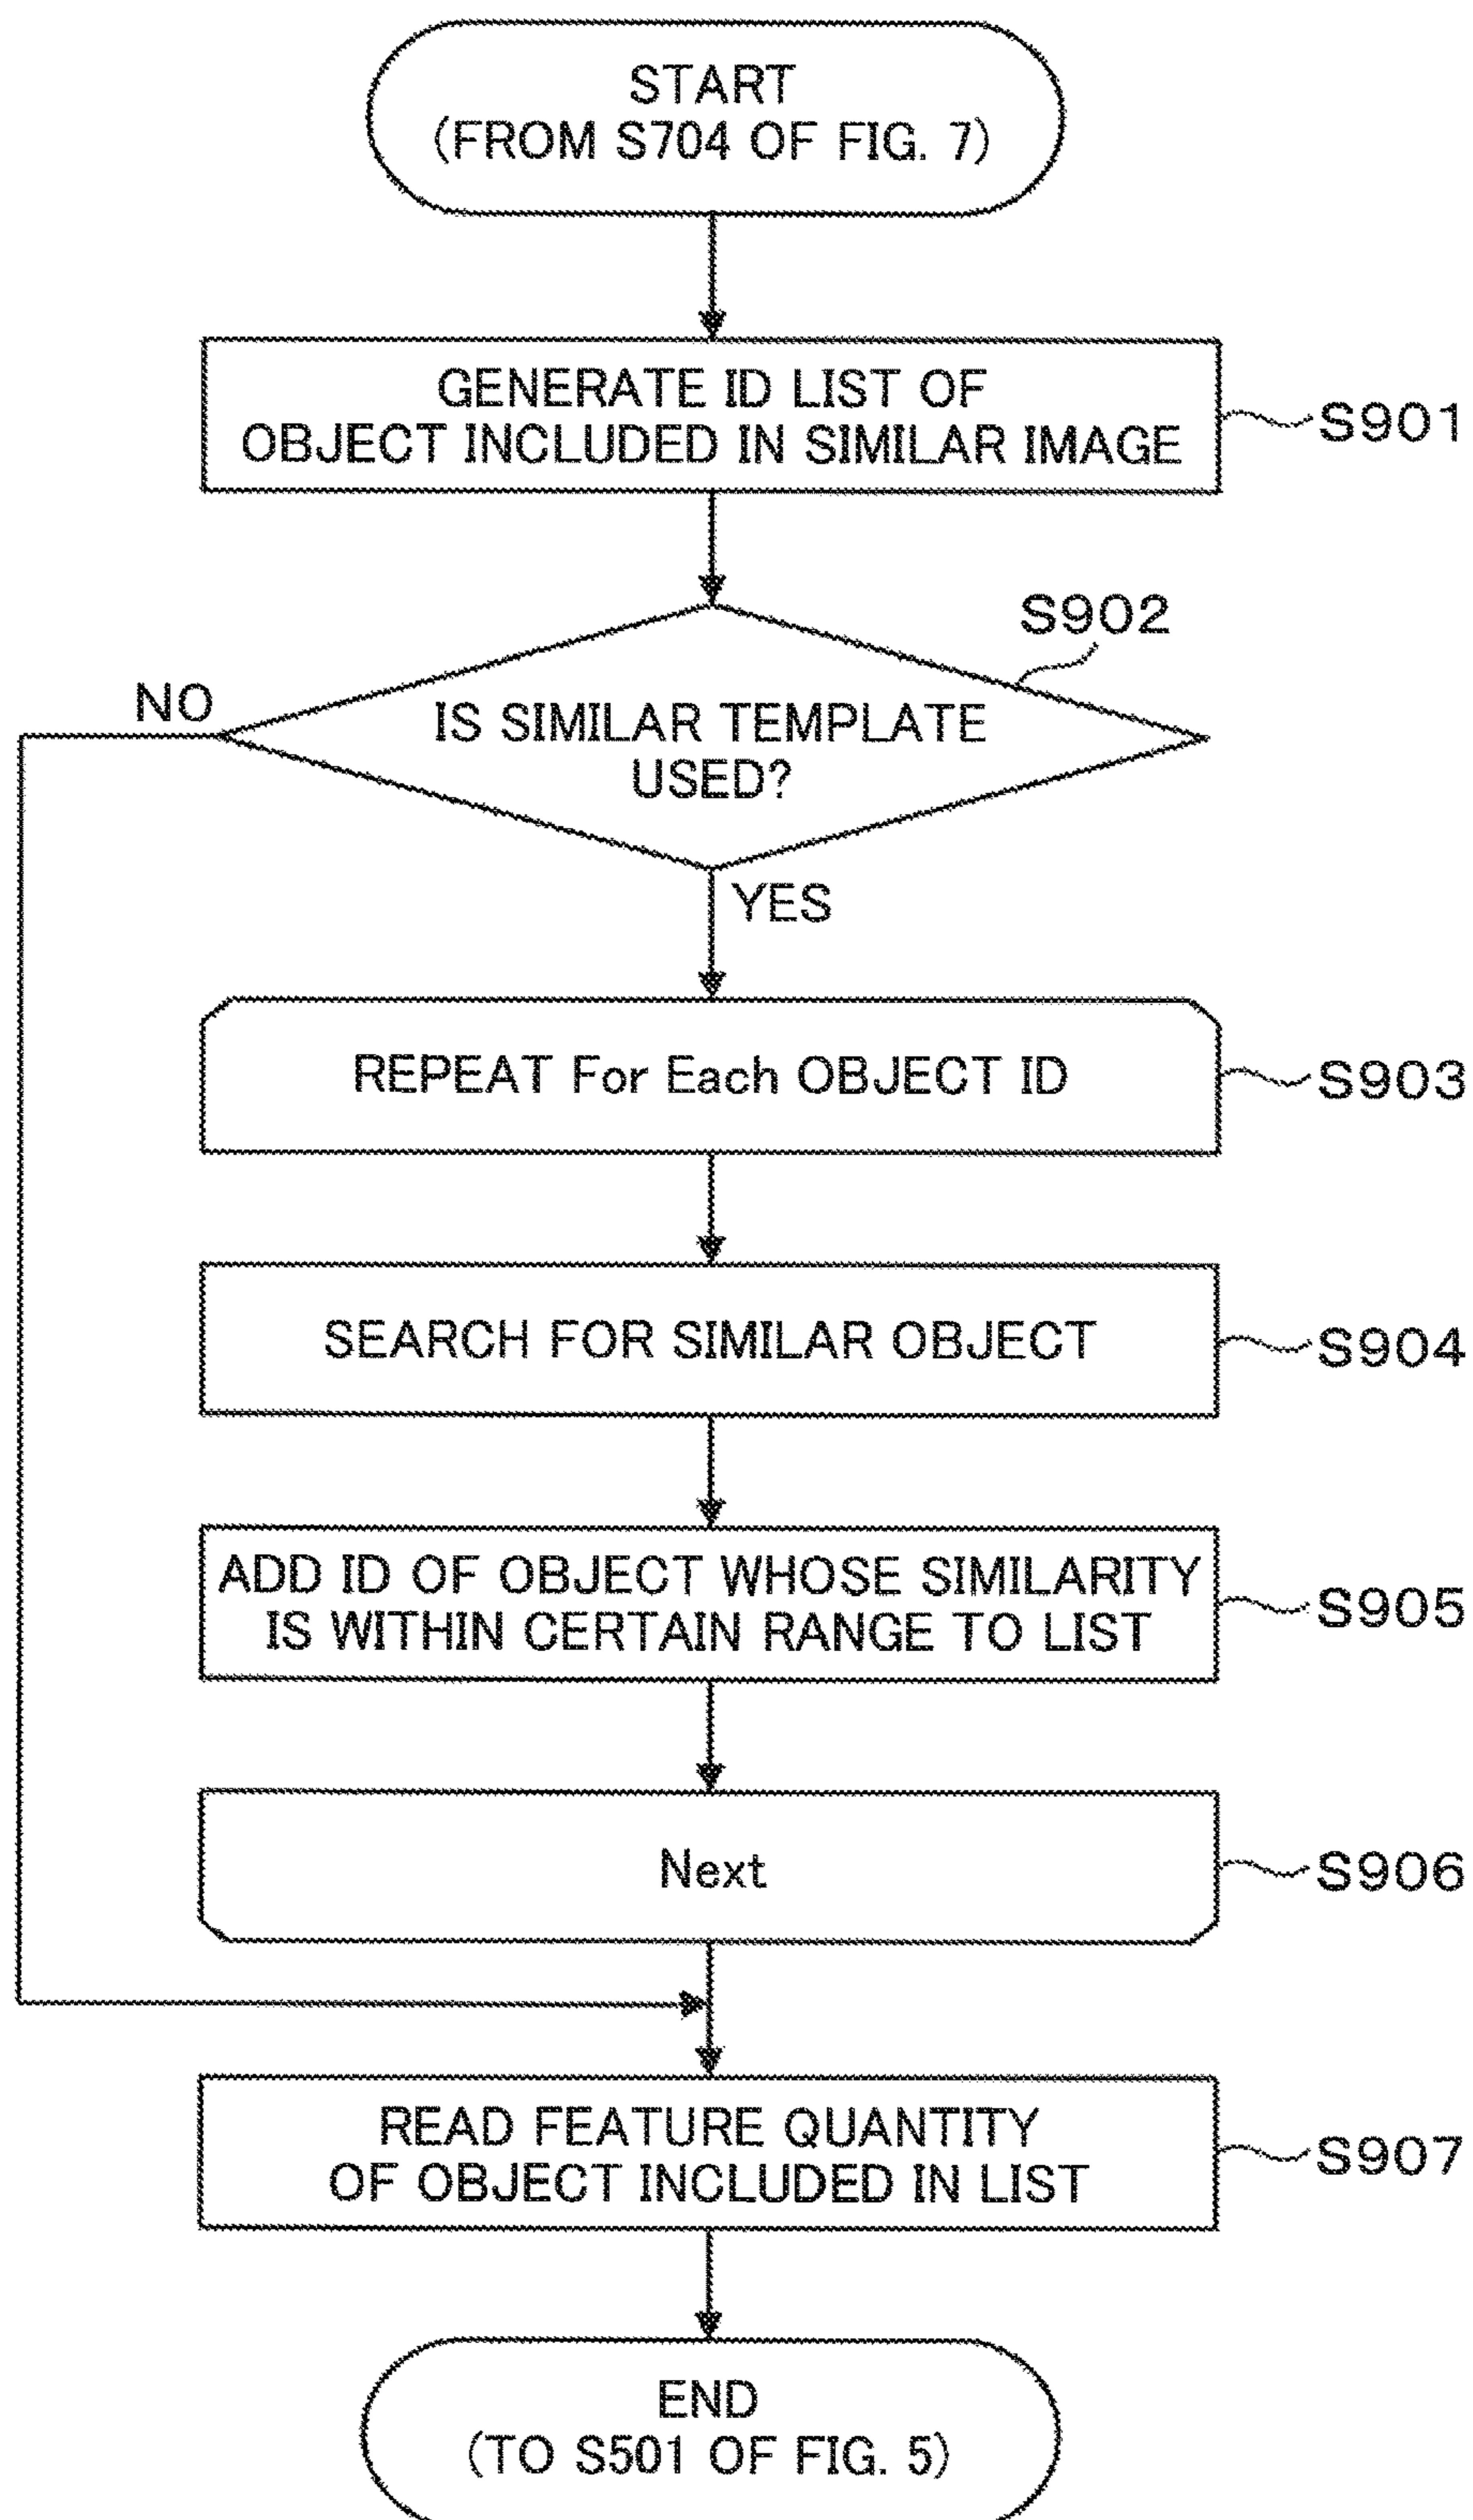 START
(FROM S704 OF FIG. 7)
GENERATE ID LIST OF
OBJECT INCLUDED IN SIMILAR IMAGE
S901
S902
NO
IS SIMILAR TEMPLATE
USED?
YES
REPEAT For Each OBJECT ID
S903
SEARCH FOR SIMILAR OBJECT
S904
ADD ID OF OBJECT WHOSE SIMILARITY
IS WITHIN CERTAIN RANGE TO LIST
S905
Next
S906
READ FEATURE QUANTITY
OF OBJECT INCLUDED IN LIST
S907
END
(TO S501 OF FIG. 5)